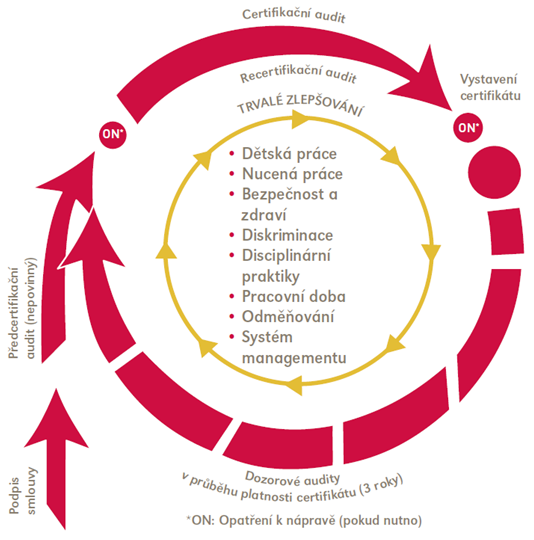 Certifikační audit
Recertifikační audit
TRVALÉ ZLEPŠOVÁNÍ
Vystavení
certifikátu
ON*
ON*
• Dětská práce
• Nucená práce
• Bezpečnost a
zdraví
• Diskriminace
• Disciplinární
praktiky
• Pracovní doba
• Odměňování
• Systém
managementu
Předcertifikační
audit (nepovinný)
Podpis
smlouvy
Dozorové audity
v průběhu platnosti certifikátu (3 roky)
*ON: Opatření k nápravě (pokud nutno)